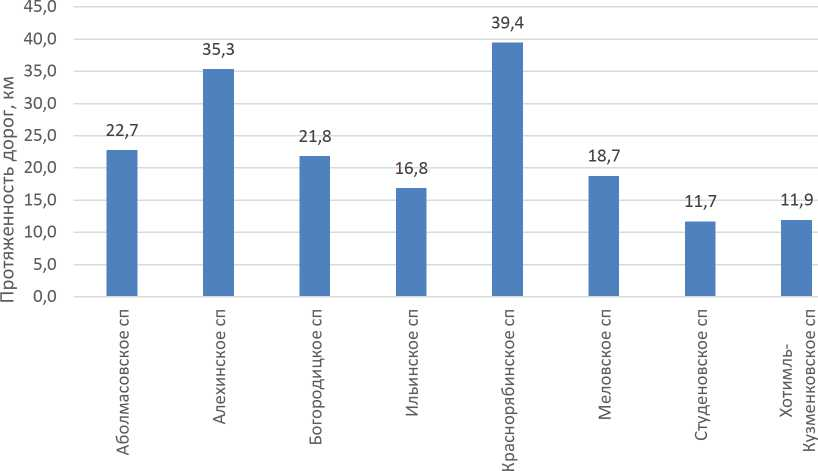 Протяженность дорог, км
45,0
40,0
35,0
30,0
25,0
20,0
15,0
10,0
5,0
0,0
22,7
35,3
21,8
16,8
39,4
18,7
11,7
11,9
Аболмасовское сп
Алехинское сп
Богородицкое сп
Ильинское сп
Краснорябинское сп
Меловское сп
Студеновское сп
Хотимль-
Кузменковское сп